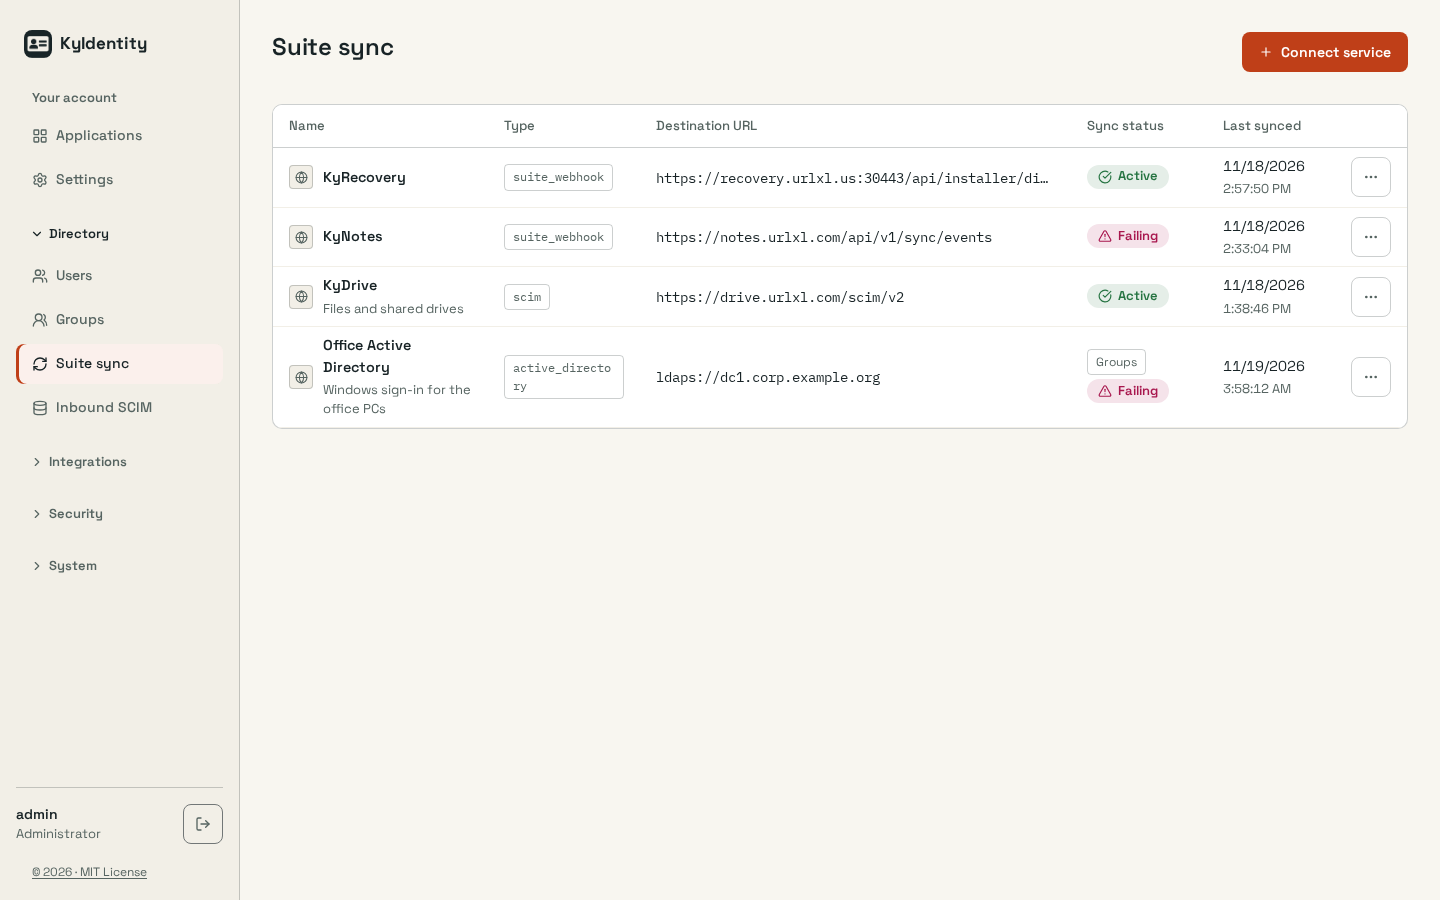 KyIdentity
Your account
Applications
Settings
Directory
Users
Groups
Suite sync
Inbound SCIM
Integrations
Security
System
admin
Administrator
© 2026 · MIT License
Suite sync
Connect service
Name Type Destination URL Sync status Last synced
KyRecovery suite_webhook https://recovery.urlxl.us:30443/api/installer/di… Active 11/18/2026
2:57:50 PM
KyNotes suite_webhook https://notes.urlxl.com/api/v1/sync/events Failing 11/18/2026
2:33:04 PM
KyDrive scim https://drive.urlxl.com/scim/v2 Active 11/18/2026
Files and shared drives 1:38:46 PM
Office Active
Directory
Windows sign-in for the
office PCs
active_directo
ry
ldaps://dc1.corp.example.org
Groups
Failing
11/19/2026
3:58:12 AM